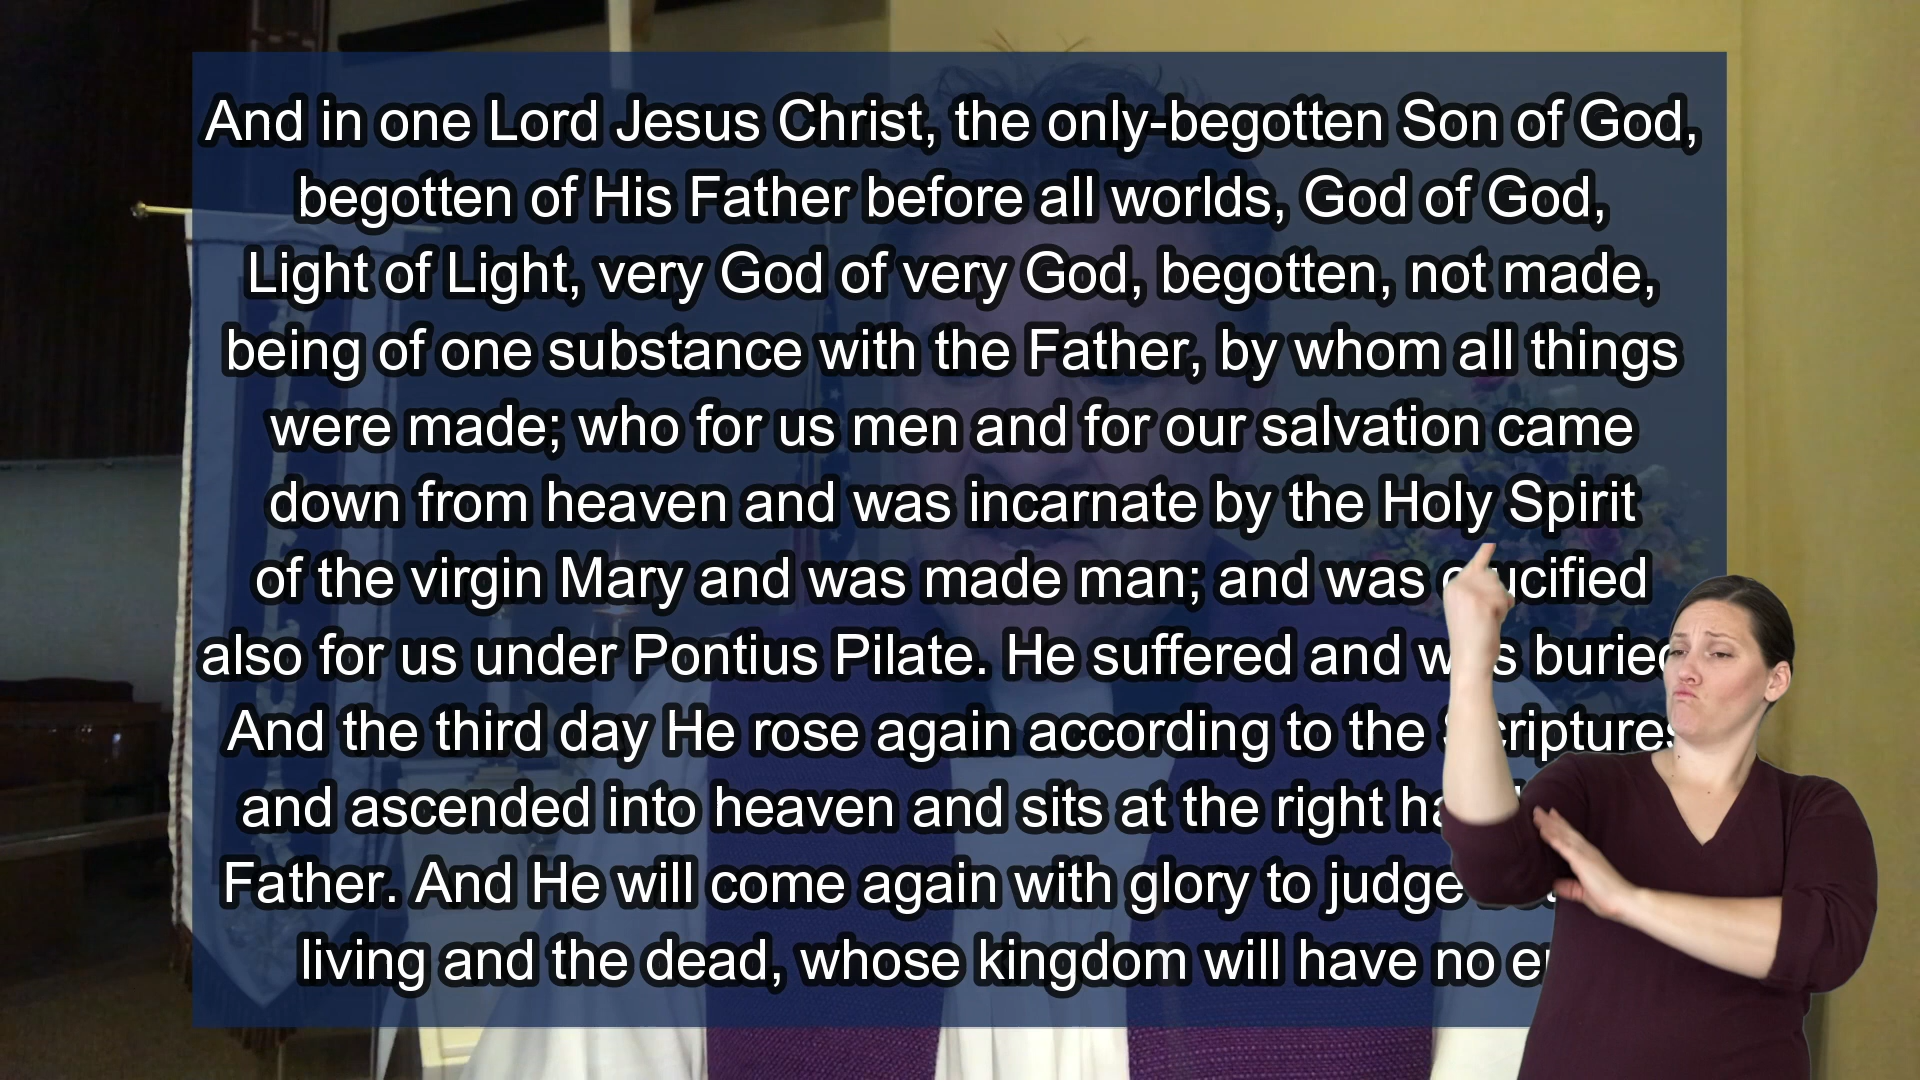 And in one Lord Jesus Christ, the only-begotten Son of God,
begotten of His Father before all worlds, God of God,
Light of Light, very God of very God, begotten, not made,
being of one substance with the Father, by whom all things
were made; who for us men and for our salvation came
down from heaven and was incarnate by the Holy Spirit
of the virgin Mary and was made man; and was crucified
also for us under Pontius Pilate. He suffered and was buried
And the third day He rose again according to the Scriptures
and ascended into heaven and sits at the right
Father. And He will come again with glory to judge
living and the dead, whose kingdom will have no